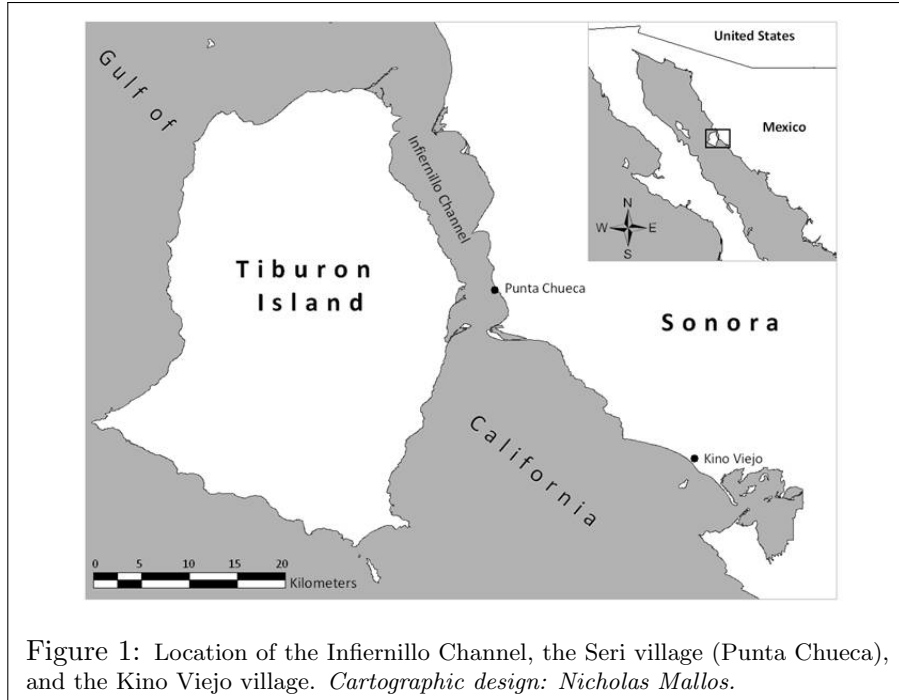 Gulf of
United States
Mexico
N
W E
S
Infiernillo Channel
Tiburon
Island
Punta Chueca
Sonora
California
Kino Viejo
0 5 10 15 20
Kilometers
Figure 1: Location of the Infiernillo Channel, the Seri village (Punta Chueca),
and the Kino Viejo village. Cartographic design: Nicholas Mallos.